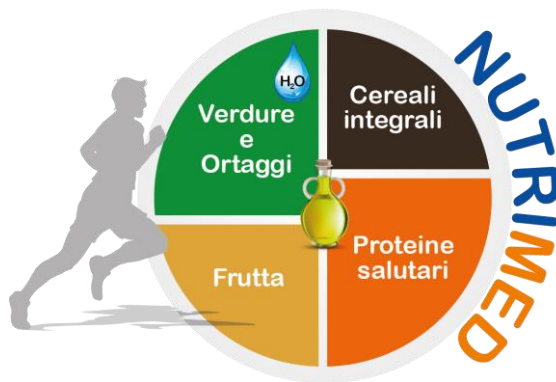 H₂O
Verdure
e
Ortaggi
Cereali
integrali
Frutta
Proteine
salutari
NUTRIMED